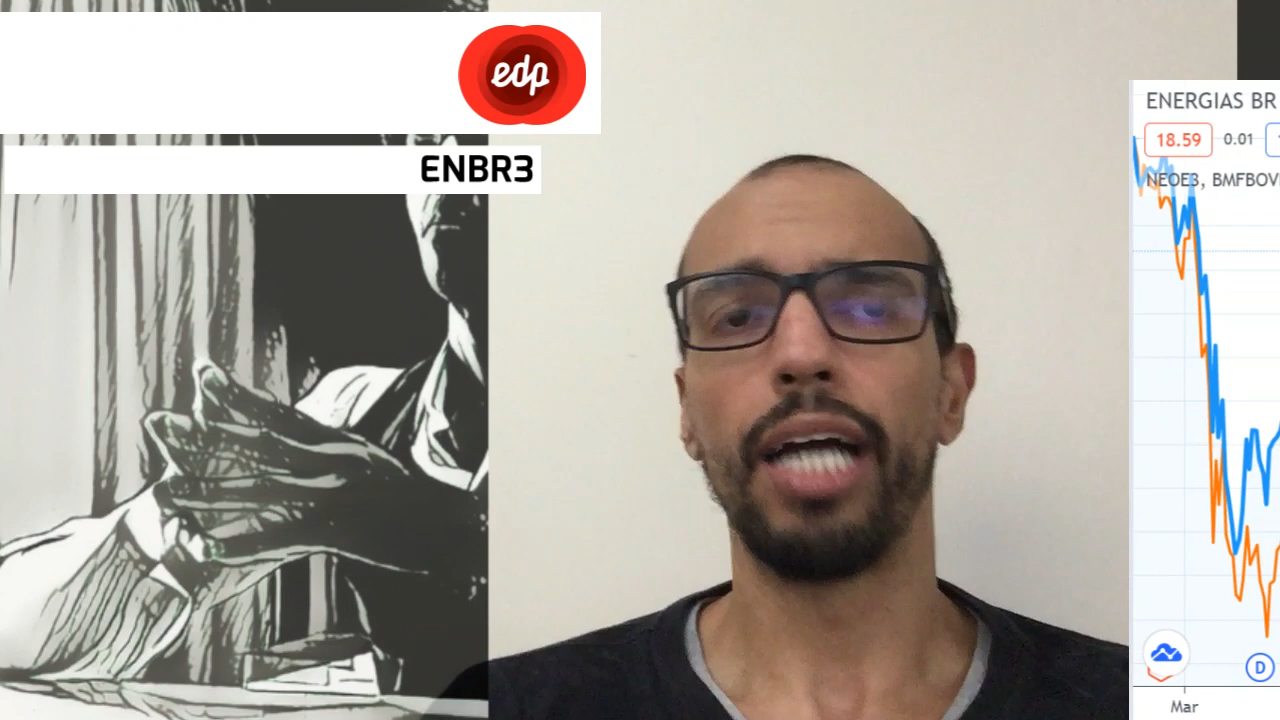 edp
ENBR3
ENERGIAS BR
18.59 0.01
NEOE3, BMFBOV
D
Mar